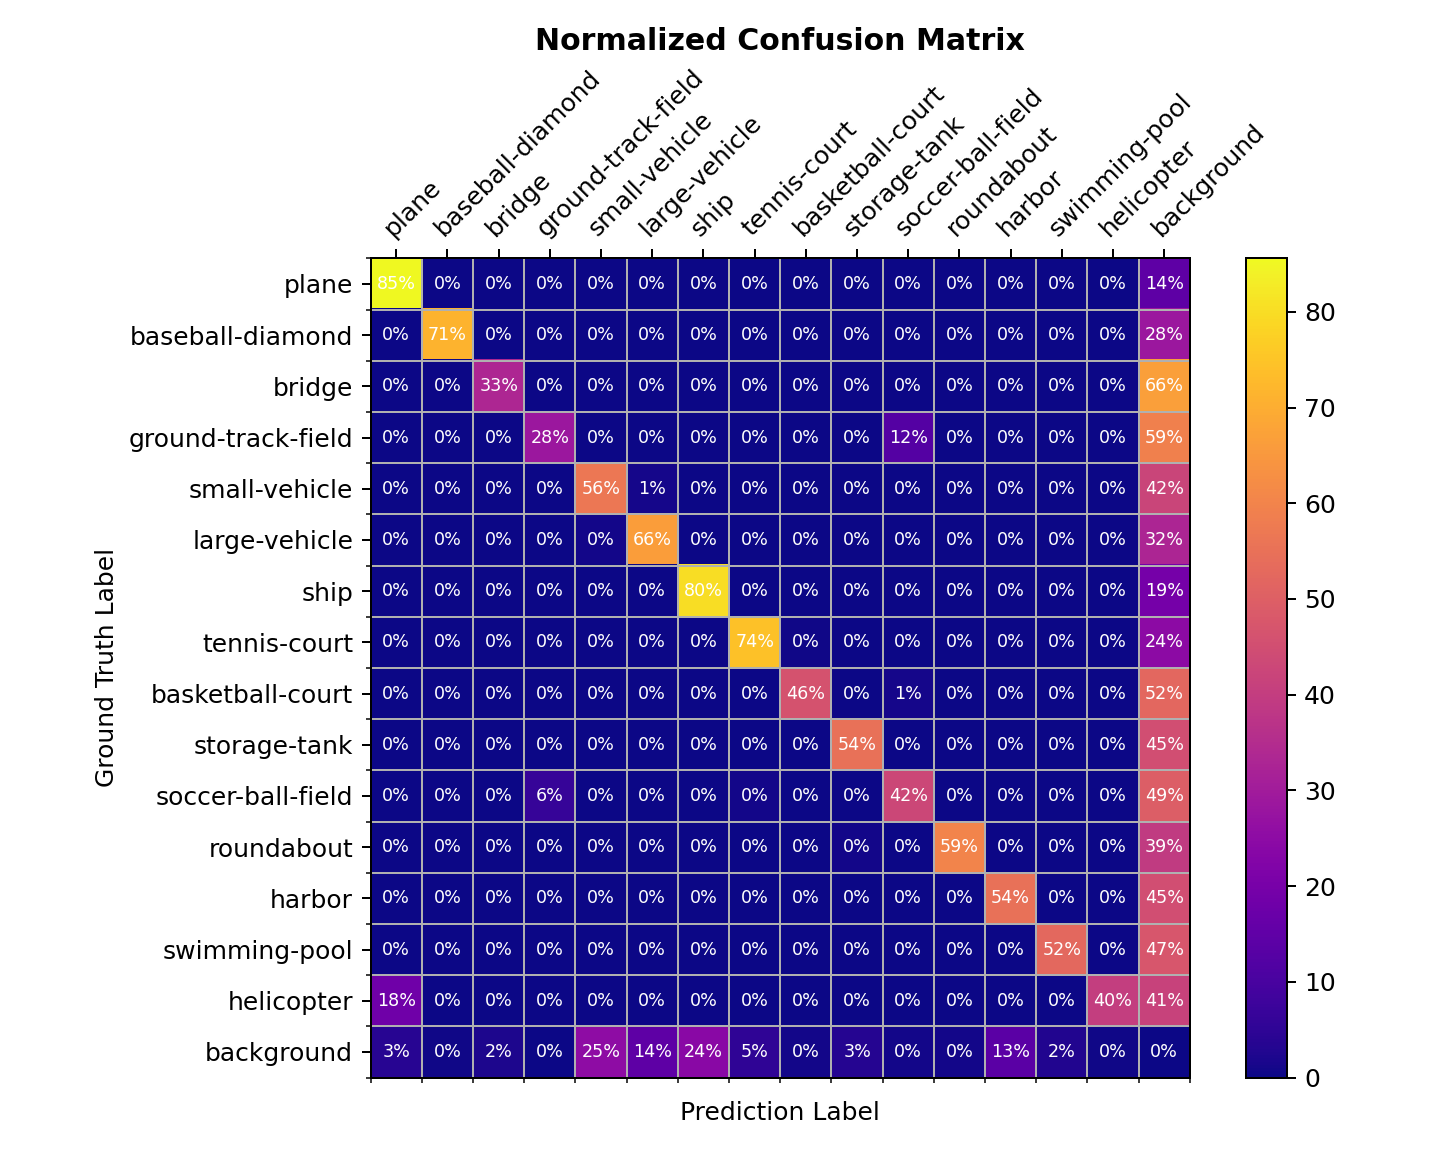 Normalized Confusion Matrix
plane baseball-diamond bridge ground-track-field small-vehicle large-vehicle ship tennis-court basketball-court storage-tank soccer-ball-field roundabout harbor swimming-pool helicopter background
plane 85% 0% 0% 0% 0% 0% 0% 0% 0% 0% 0% 0% 0% 0% 0% 14%
baseball-diamond 0% 71% 0% 0% 0% 0% 0% 0% 0% 0% 0% 0% 0% 0% 0% 28%
bridge 0% 0% 33% 0% 0% 0% 0% 0% 0% 0% 0% 0% 0% 0% 0% 66%
ground-track-field 0% 0% 0% 28% 0% 0% 0% 0% 0% 0% 12% 0% 0% 0% 0% 59%
small-vehicle 0% 0% 0% 0% 56% 1% 0% 0% 0% 0% 0% 0% 0% 0% 0% 42%
large-vehicle 0% 0% 0% 0% 0% 66% 0% 0% 0% 0% 0% 0% 0% 0% 0% 32%
ship 0% 0% 0% 0% 0% 0% 80% 0% 0% 0% 0% 0% 0% 0% 0% 19%
tennis-court 0% 0% 0% 0% 0% 0% 0% 74% 0% 0% 0% 0% 0% 0% 0% 24%
basketball-court 0% 0% 0% 0% 0% 0% 0% 0% 46% 0% 1% 0% 0% 0% 0% 52%
storage-tank 0% 0% 0% 0% 0% 0% 0% 0% 0% 54% 0% 0% 0% 0% 0% 45%
soccer-ball-field 0% 0% 0% 6% 0% 0% 0% 0% 0% 0% 42% 0% 0% 0% 0% 49%
roundabout 0% 0% 0% 0% 0% 0% 0% 0% 0% 0% 0% 59% 0% 0% 0% 39%
harbor 0% 0% 0% 0% 0% 0% 0% 0% 0% 0% 0% 0% 54% 0% 0% 45%
swimming-pool 0% 0% 0% 0% 0% 0% 0% 0% 0% 0% 0% 0% 0% 52% 0% 47%
helicopter 18% 0% 0% 0% 0% 0% 0% 0% 0% 0% 0% 0% 0% 0% 40% 41%
background 3% 0% 2% 0% 25% 14% 24% 5% 0% 3% 0% 0% 13% 2% 0% 0%
Ground Truth Label
Prediction Label
80
70
60
50
40
30
20
10
0